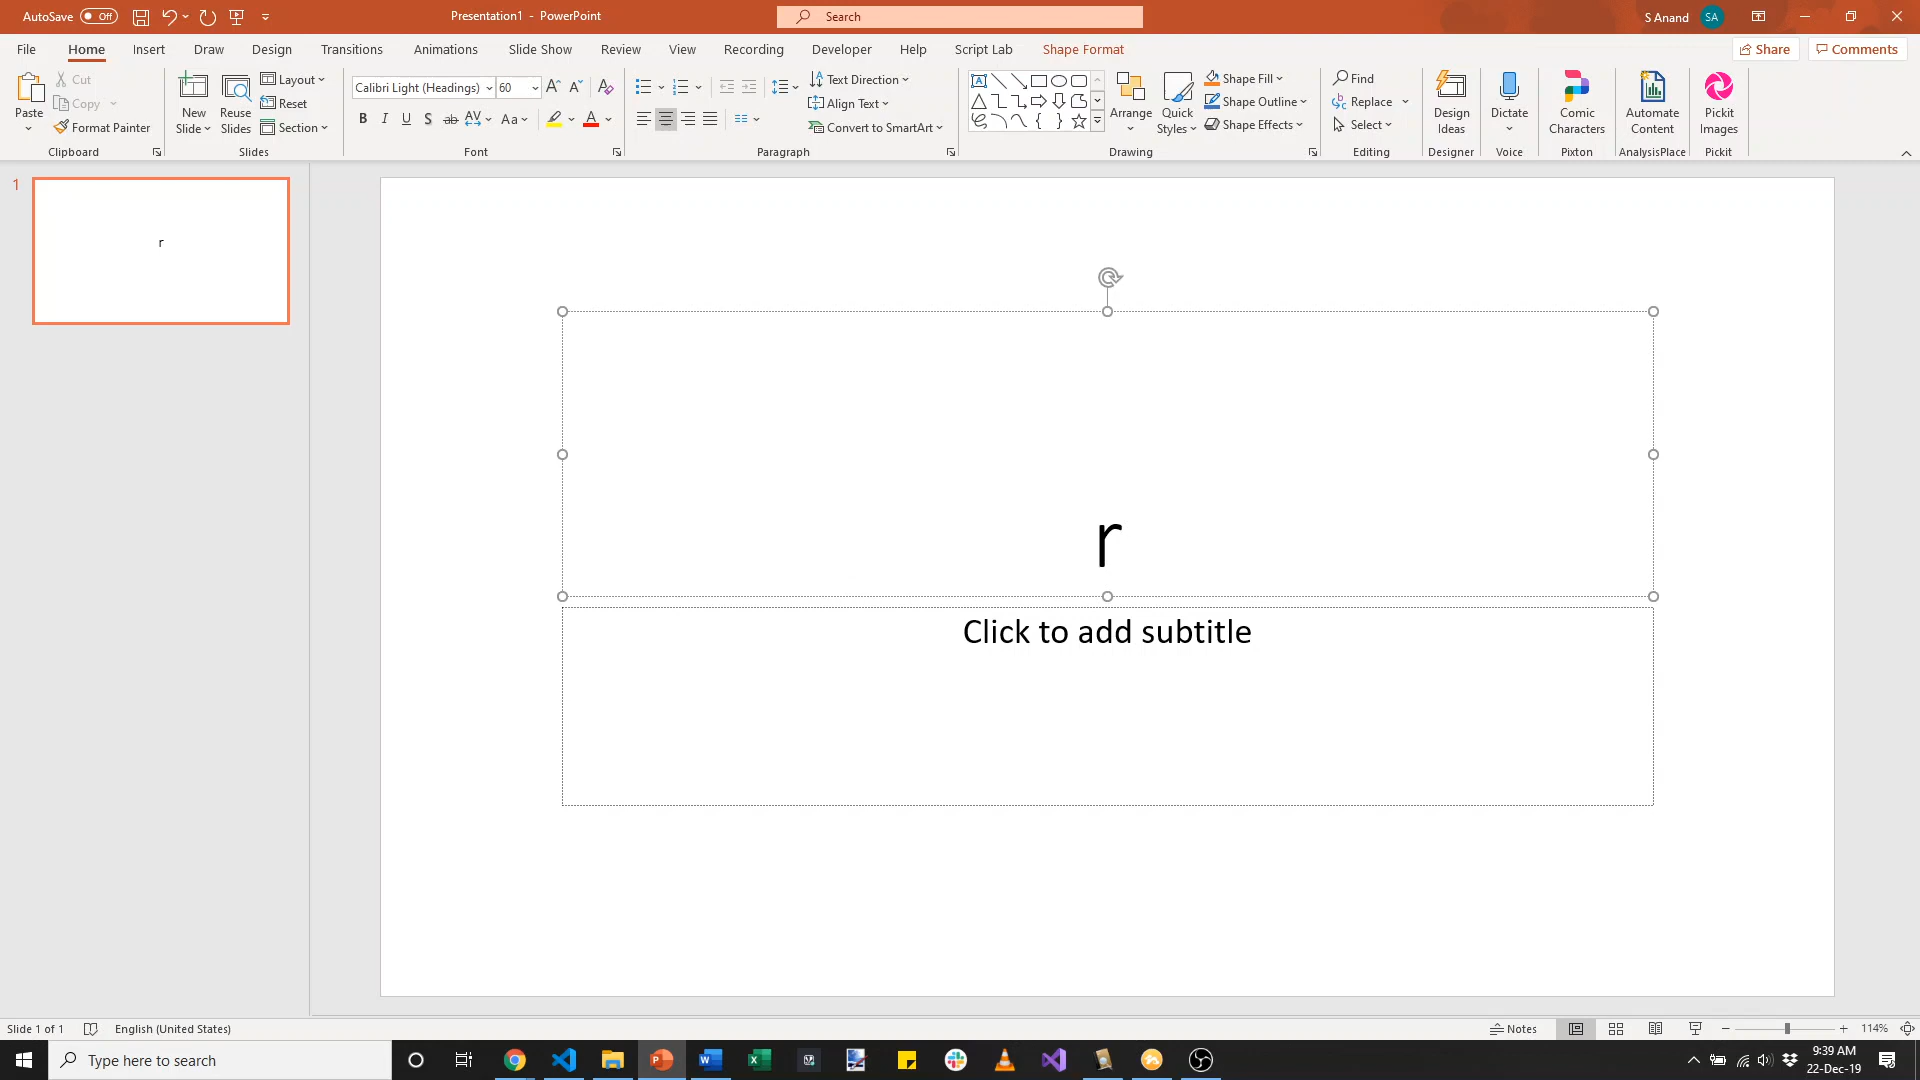 AutoSave Off
Presentation1 - PowerPoint
Search
S Anand SA
File Home Insert Draw Design Transitions Animations Slide Show Review View Recording Developer Help Script Lab Shape Format Share Comments
Paste
Cut
Copy
Format Painter
Clipboard
New Slide
Reuse Slides
Layout
Reset
Section
Slides
Calibri Light (Headings) 60
B I U S ab AV Aa A
Font
Text Direction
Align Text
Convert to SmartArt
Paragraph
Arrange
Quick Styles
Shape Fill
Shape Outline
Shape Effects
Drawing
Find
Replace
Select
Editing
Design Ideas
Designer
Dictate
Voice
Comic Characters
Pixton
Automate Content
AnalysisPlace
Pickit Images
Pickit
1
r
r
Click to add subtitle
Slide 1 of 1 English (United States)
Notes
114%
Type here to search
9:39 AM
22-Dec-19